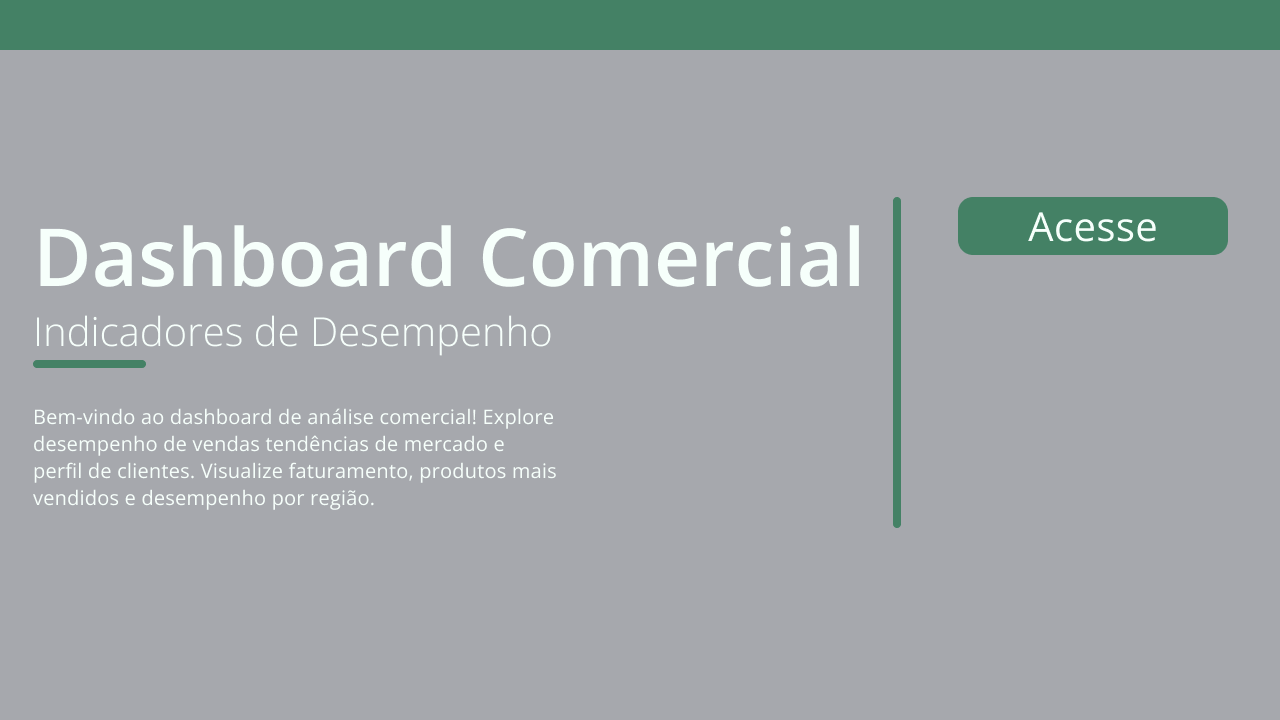 Dashboard Comercial
Indicadores de Desempenho
Bem-vindo ao dashboard de análise comercial! Explore
desempenho de vendas tendências de mercado e
perfil de clientes. Visualize faturamento, produtos mais
vendidos e desempenho por região.
Acesse